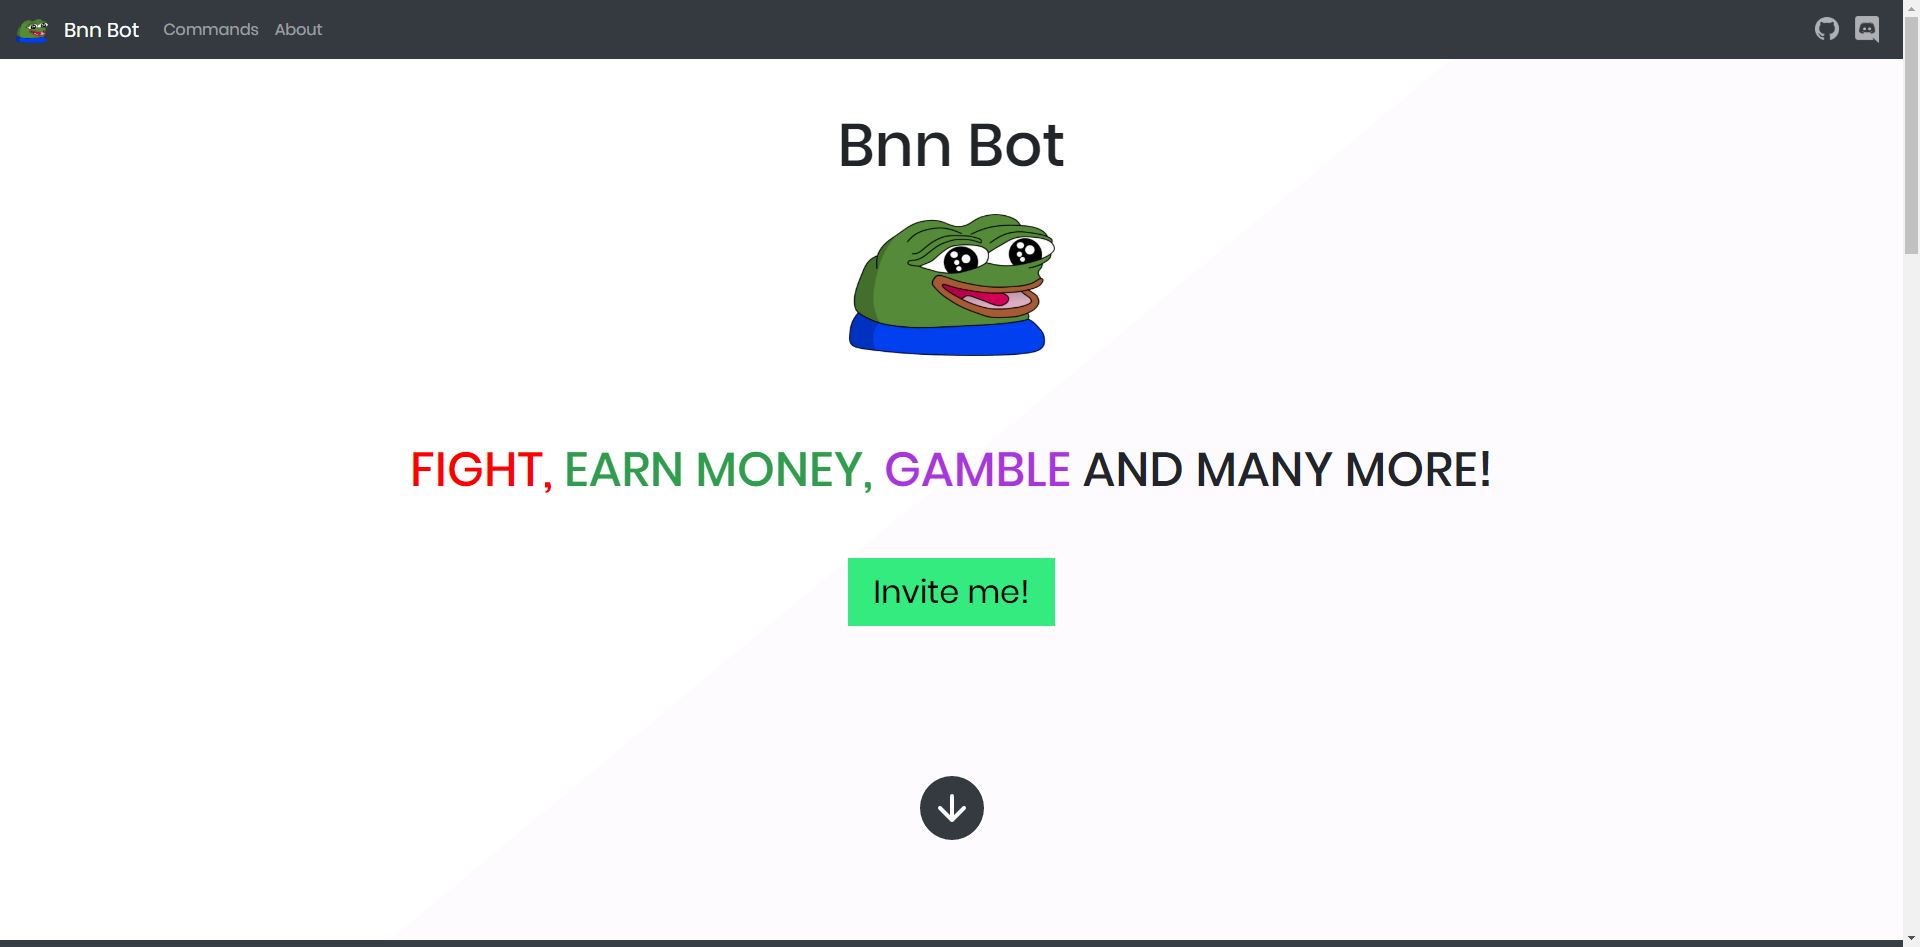 Bnn Bot Commands About
Bnn Bot
FIGHT, EARN MONEY, GAMBLE AND MANY MORE!
Invite me!